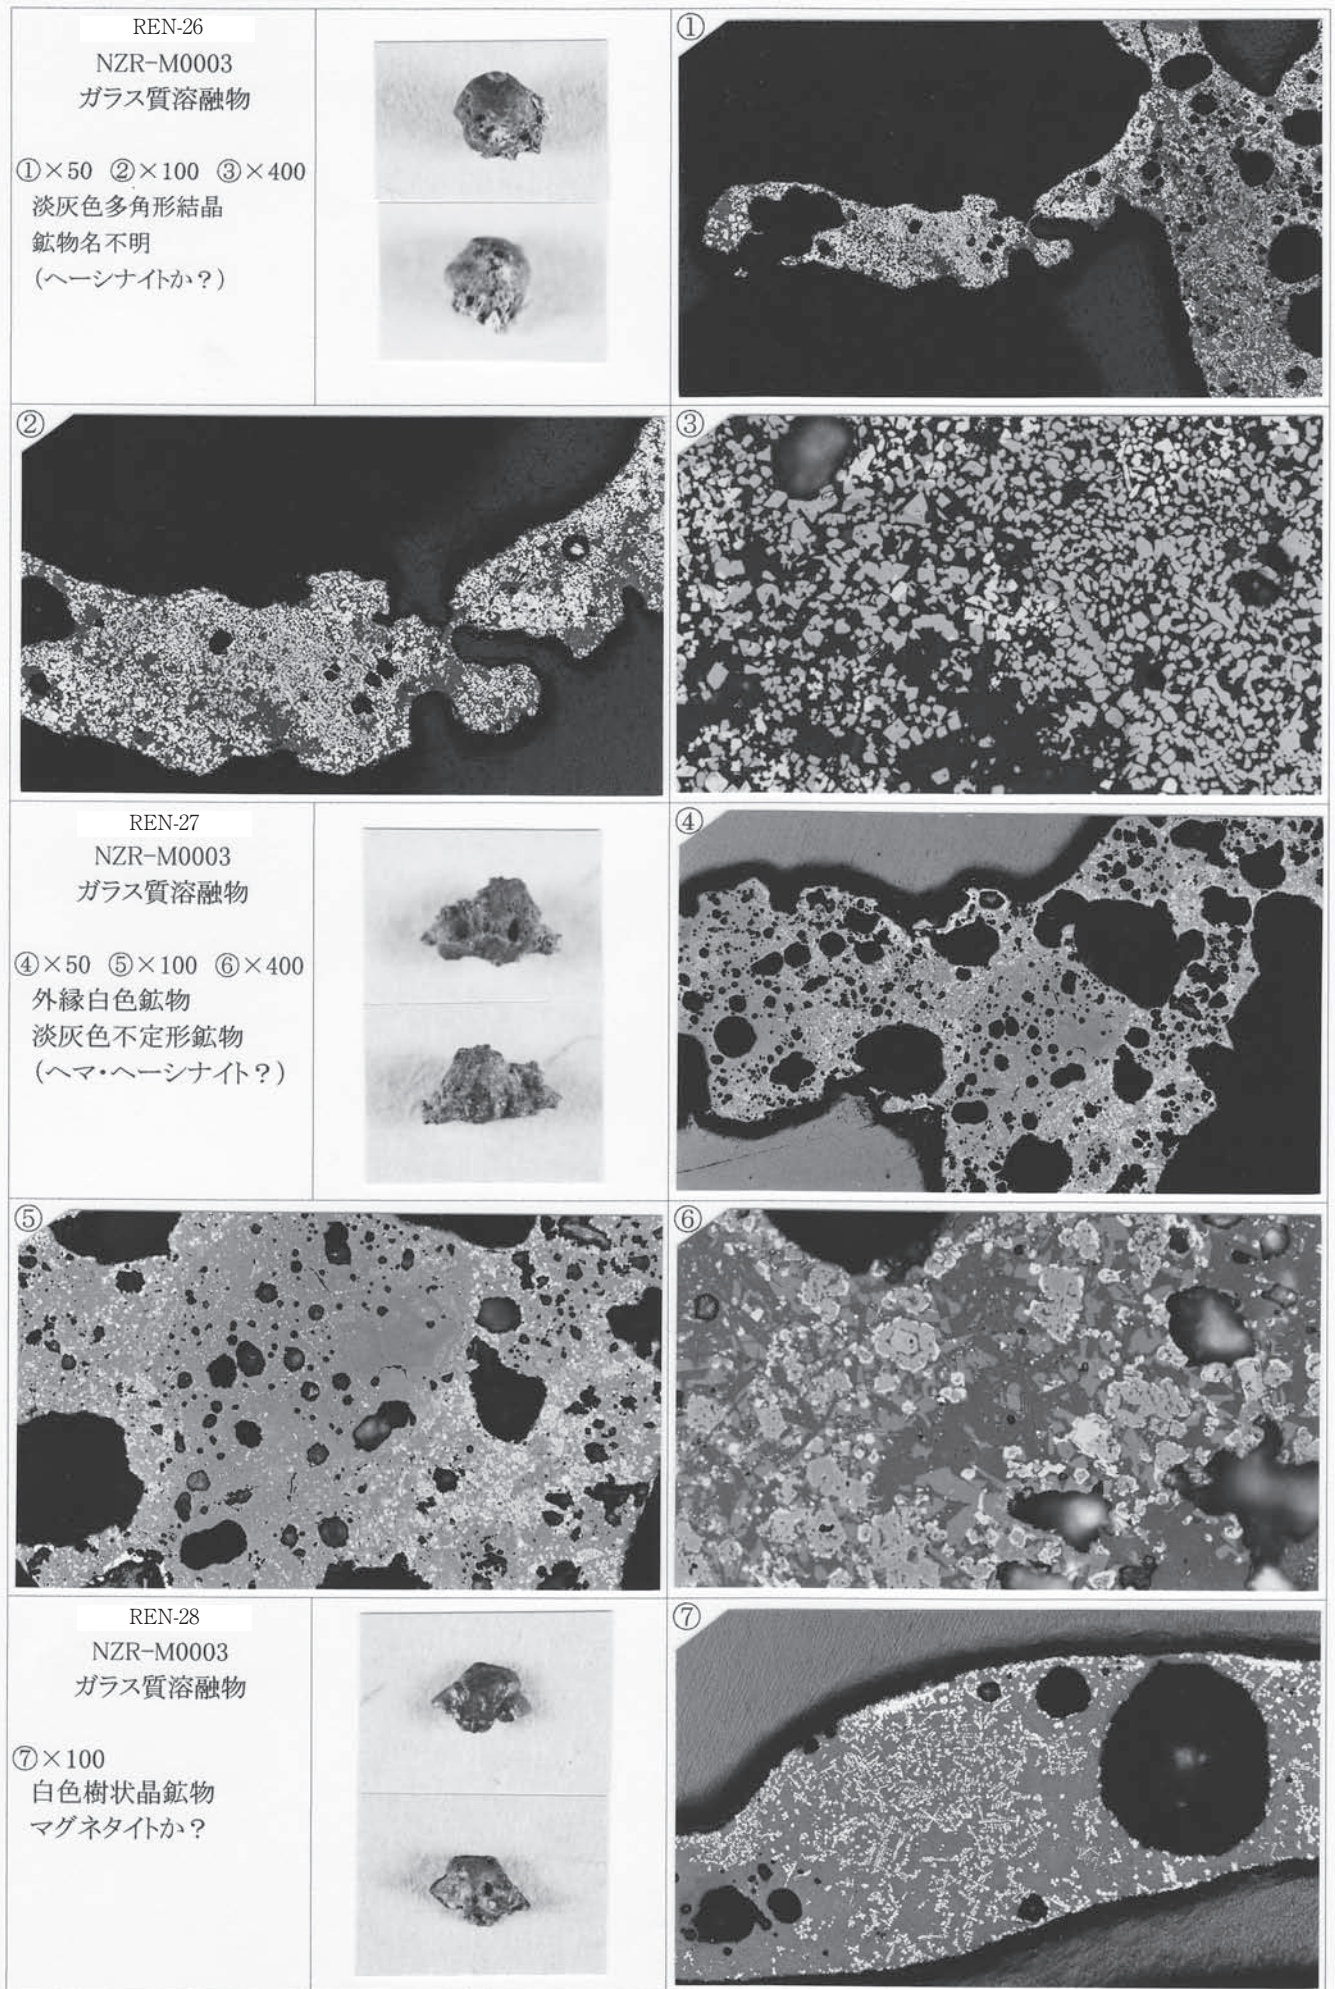 REN-26
NZR-M0003
ガラス質溶融物
①×50 ②×100 ③×400
淡灰色多角形結晶
鉱物名不明
(ヘーシナイトか？)
①
②
③
REN-27
NZR-M0003
ガラス質溶融物
④×50 ⑤×100 ⑥×400
外縁白色鉱物
淡灰色不定形鉱物
(ヘマ・ヘーシナイト？)
④
⑤
⑥
REN-28
NZR-M0003
ガラス質溶融物
⑦×100
白色樹状晶鉱物
マグネタイトか？
⑦